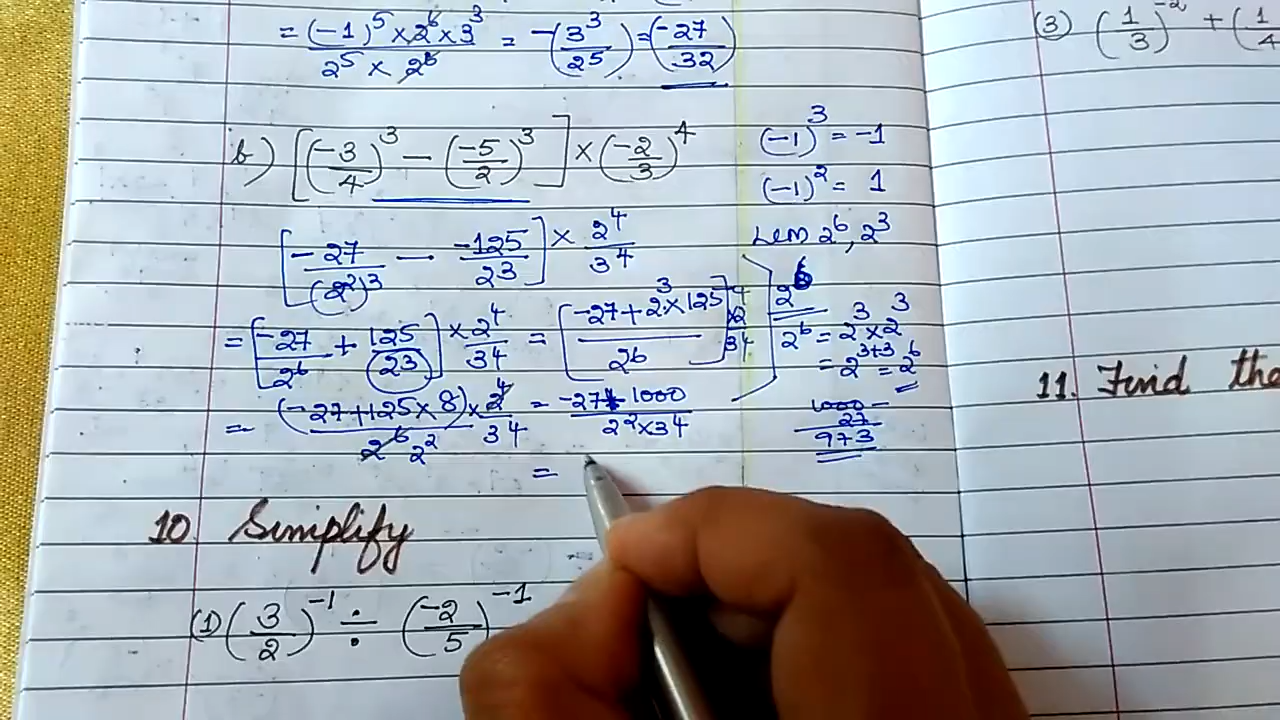 = (-1)⁵ × 2⁶ × 3³ / 2⁵ × 2⁶ = -(3³/2⁵) = (-27/32)
b) [(-3/4)³ - (-5/2)³] × (-2/3)⁴
(-1)³ = -1
(-1)² = 1
[-27/(2²)³ - -125/2³] × 2⁴/3⁴
LCM 2⁶, 2³
2⁶
= [-27/2⁶ + 125/2³] × 2⁴/3⁴ = [-27 + 2³ × 125 / 2⁶] × 2⁴/3⁴
2⁶ = 2³ × 2³
= 2³⁺³ = 2⁶
= (-27 + 125 × 8)/2⁶ 2² × 2⁴/3⁴ = -27 + 1000 / 2² × 3⁴
1000 -
27
973
=
10. Simplify
(1) (3/2)⁻¹ ÷ (-2/5)⁻¹
(3) (1/3)⁻² + (1/4
11. Find the